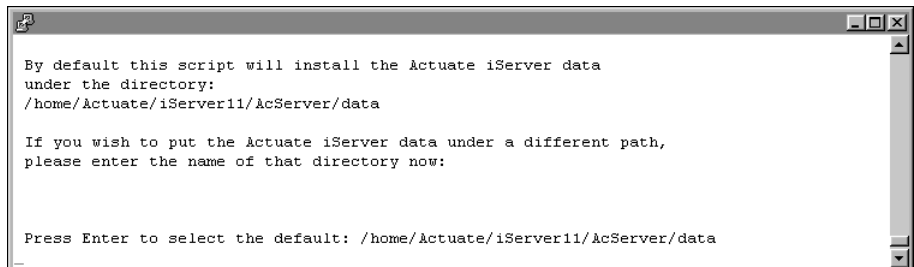 By default this script will install the Actuate iServer data
under the directory:
/home/Actuate/iServer11/AcServer/data
If you wish to put the Actuate iServer data under a different path,
please enter the name of that directory now:
Press Enter to select the default: /home/Actuate/iServer11/AcServer/data